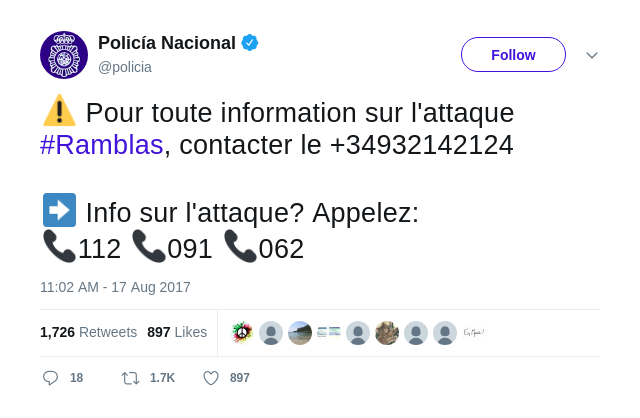 Policía Nacional
@policia
Follow
⚠️ Pour toute information sur l'attaque
#Ramblas, contacter le +34932142124
➡️ Info sur l'attaque? Appelez:
📞112 📞091 📞062
11:02 AM - 17 Aug 2017
1,726 Retweets 897 Likes
18 1.7K 897